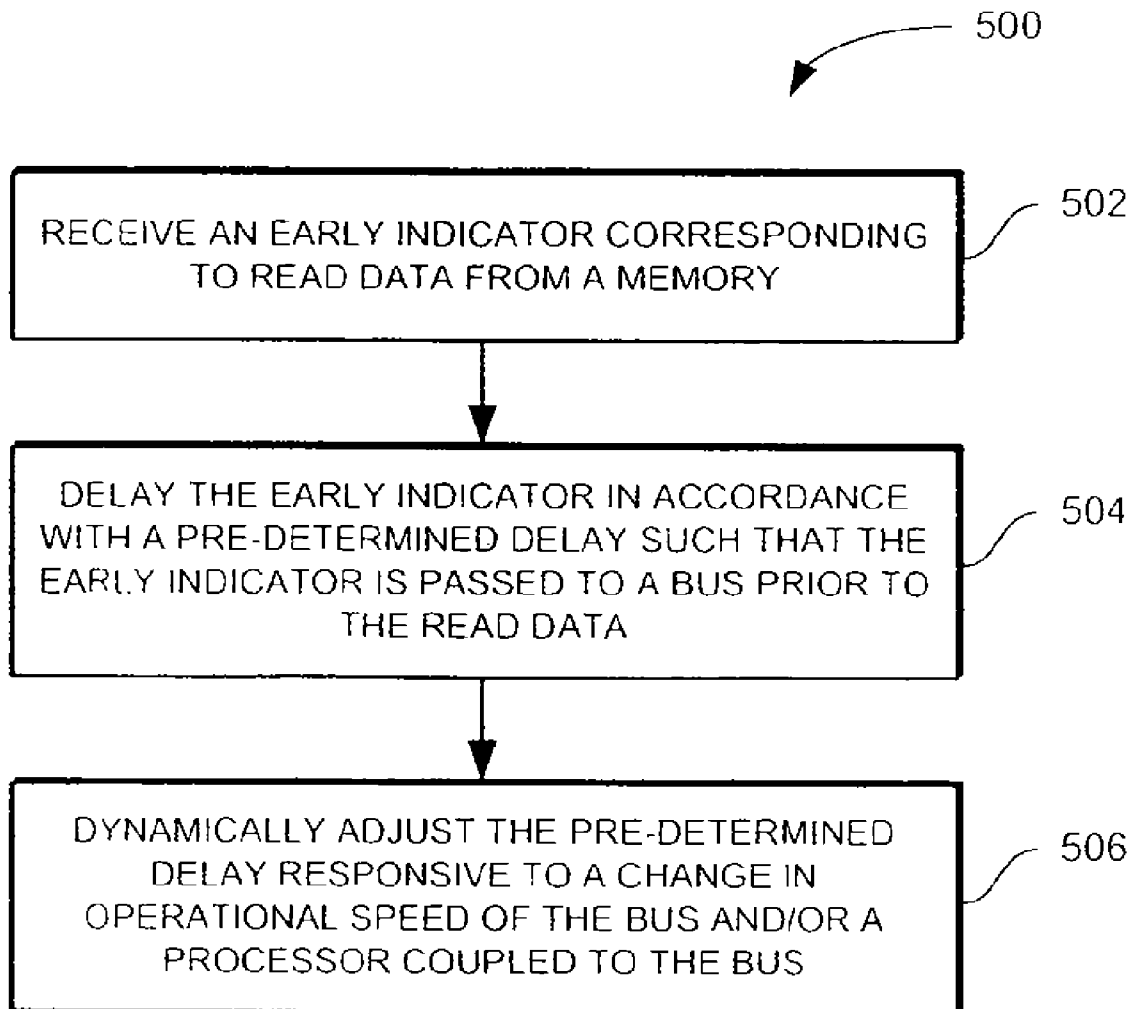 500
RECEIVE AN EARLY INDICATOR CORRESPONDING
TO READ DATA FROM A MEMORY
502
DELAY THE EARLY INDICATOR IN ACCORDANCE
WITH A PRE-DETERMINED DELAY SUCH THAT THE
EARLY INDICATOR IS PASSED TO A BUS PRIOR TO
THE READ DATA
504
DYNAMICALLY ADJUST THE PRE-DETERMINED
DELAY RESPONSIVE TO A CHANGE IN
OPERATIONAL SPEED OF THE BUS AND/OR A
PROCESSOR COUPLED TO THE BUS
506